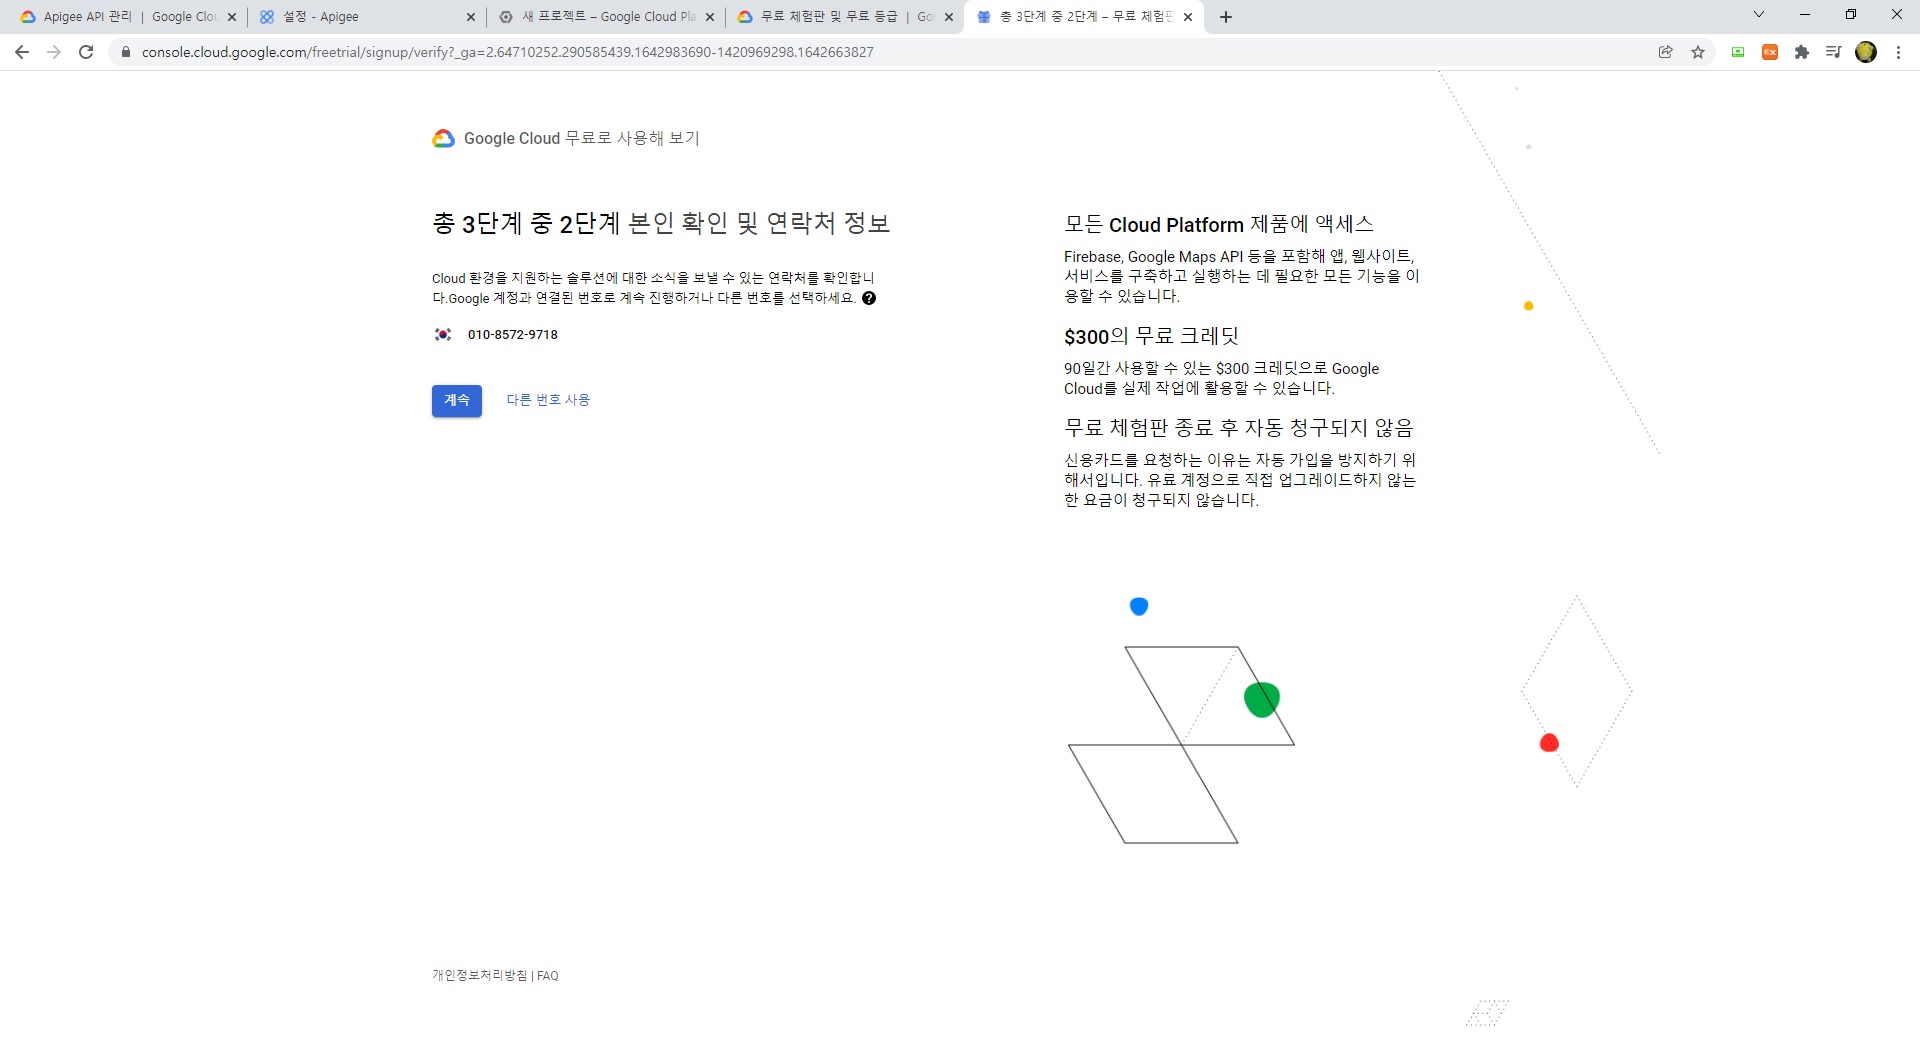 Apigee API 관리 | Google Clou
설정 - Apigee
새 프로젝트 – Google Cloud Pla
무료 체험판 및 무료 등급 | Goo
총 3단계 중 2단계 – 무료 체험판
console.cloud.google.com/freetrial/signup/verify?_ga=2.64710252.290585439.1642983690-1420969298.1642663827
EX
Google Cloud 무료로 사용해 보기
총 3단계 중 2단계 본인 확인 및 연락처 정보
Cloud 환경을 지원하는 솔루션에 대한 소식을 보낼 수 있는 연락처를 확인합니
다.Google 계정과 연결된 번호로 계속 진행하거나 다른 번호를 선택하세요. ?
010-8572-9718
계속
다른 번호 사용
모든 Cloud Platform 제품에 액세스
Firebase, Google Maps API 등을 포함해 앱, 웹사이트,
서비스를 구축하고 실행하는 데 필요한 모든 기능을 이
용할 수 있습니다.
$300의 무료 크레딧
90일간 사용할 수 있는 $300 크레딧으로 Google
Cloud를 실제 작업에 활용할 수 있습니다.
무료 체험판 종료 후 자동 청구되지 않음
신용카드를 요청하는 이유는 자동 가입을 방지하기 위
해서입니다. 유료 계정으로 직접 업그레이드하지 않는
한 요금이 청구되지 않습니다.
개인정보처리방침 | FAQ